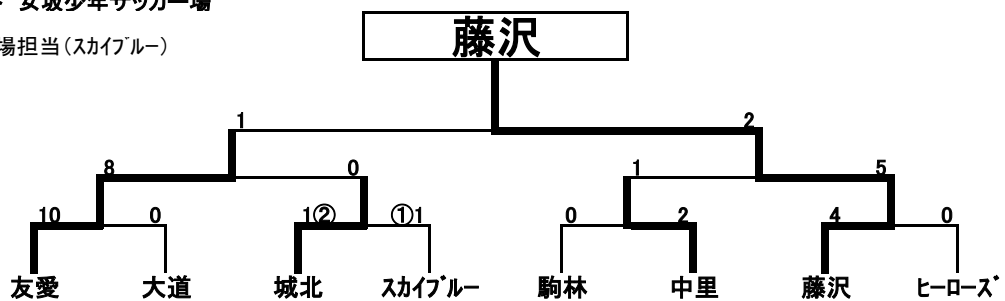 女坂少年サッカー場
場担当(スカイブルー)
藤沢
1 2
8 0 1 5
10 0 1② ①1 0 2 4 0
友愛 大道 城北 スカイブルー 駒林 中里 藤沢 ヒーローズ